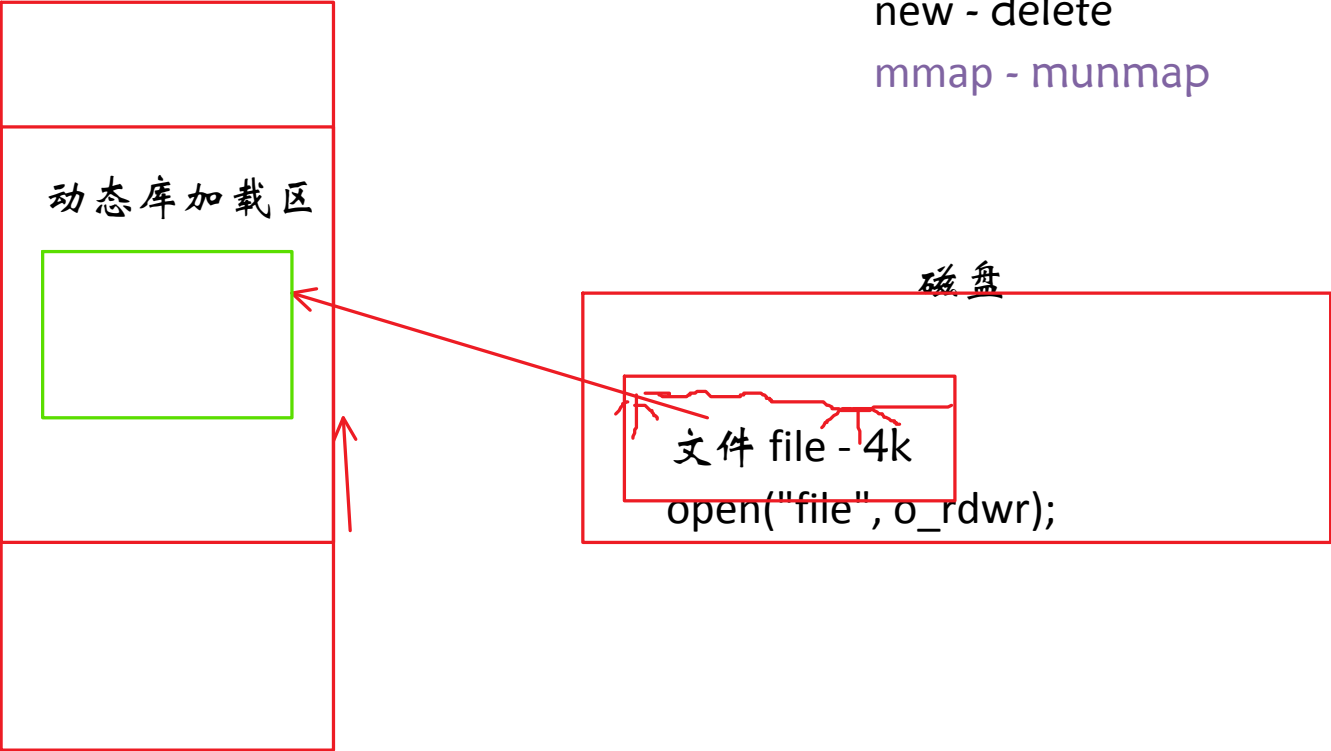 new - delete
mmap - munmap
动态库加载区
磁盘
文件 file - 4k
open("file", o_rdwr);